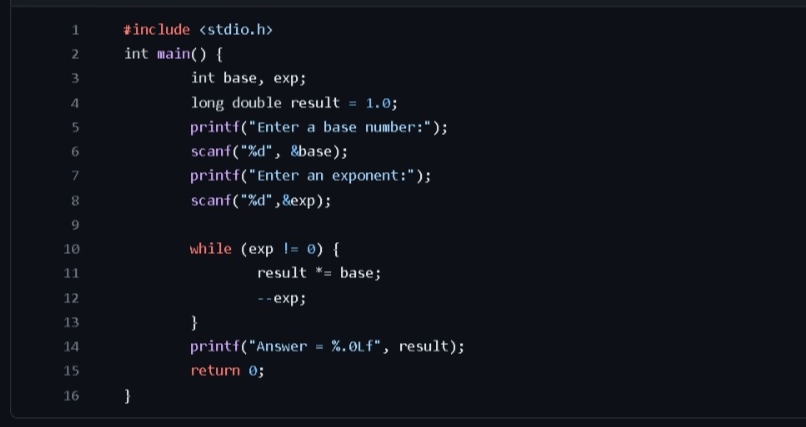 1 #include <stdio.h>
2 int main() {
3 int base, exp;
4 long double result = 1.0;
5 printf("Enter a base number:");
6 scanf("%d", &base);
7 printf("Enter an exponent:");
8 scanf("%d",&exp);
9
10 while (exp != 0) {
11 result *= base;
12 --exp;
13 }
14 printf("Answer = %.0Lf", result);
15 return 0;
16 }